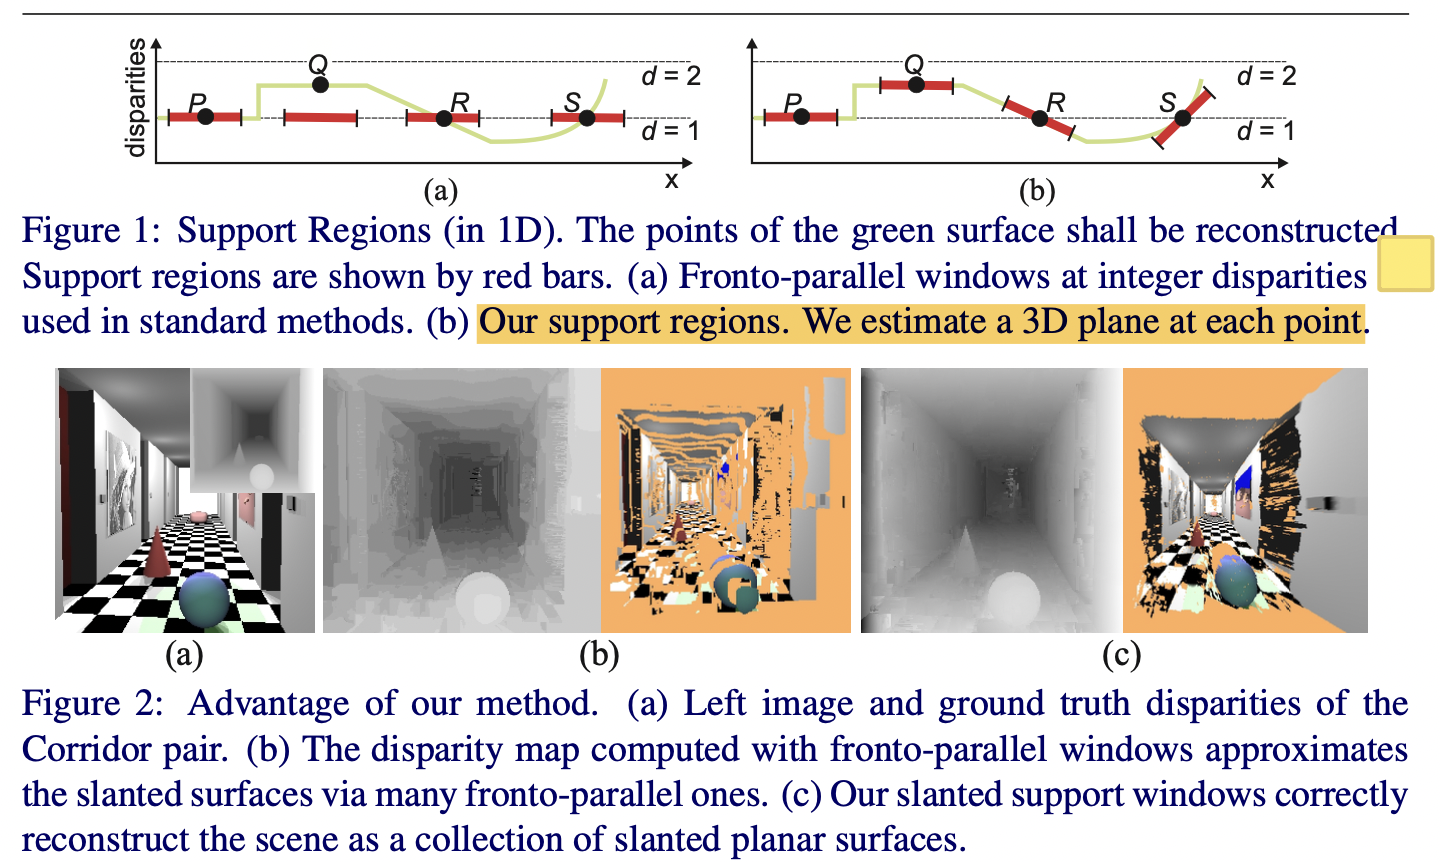 disparities
P
Q
R
S
d = 2
d = 1
x
(a)
P
Q
R
S
d = 2
d = 1
x
(b)
Figure 1: Support Regions (in 1D). The points of the green surface shall be reconstructed
Support regions are shown by red bars. (a) Fronto-parallel windows at integer disparities
used in standard methods. (b) Our support regions. We estimate a 3D plane at each point.
(a)
(b)
(c)
Figure 2: Advantage of our method. (a) Left image and ground truth disparities of the
Corridor pair. (b) The disparity map computed with fronto-parallel windows approximates
the slanted surfaces via many fronto-parallel ones. (c) Our slanted support windows correctly
reconstruct the scene as a collection of slanted planar surfaces.